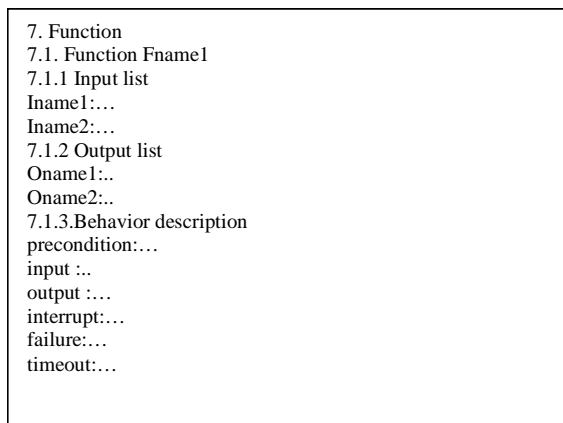 7. Function
7.1. Function Fname1
7.1.1 Input list
Iname1:…
Iname2:…
7.1.2 Output list
Oname1:..
Oname2:..
7.1.3.Behavior description
precondition:…
input :..
output :…
interrupt:…
failure:…
timeout:…